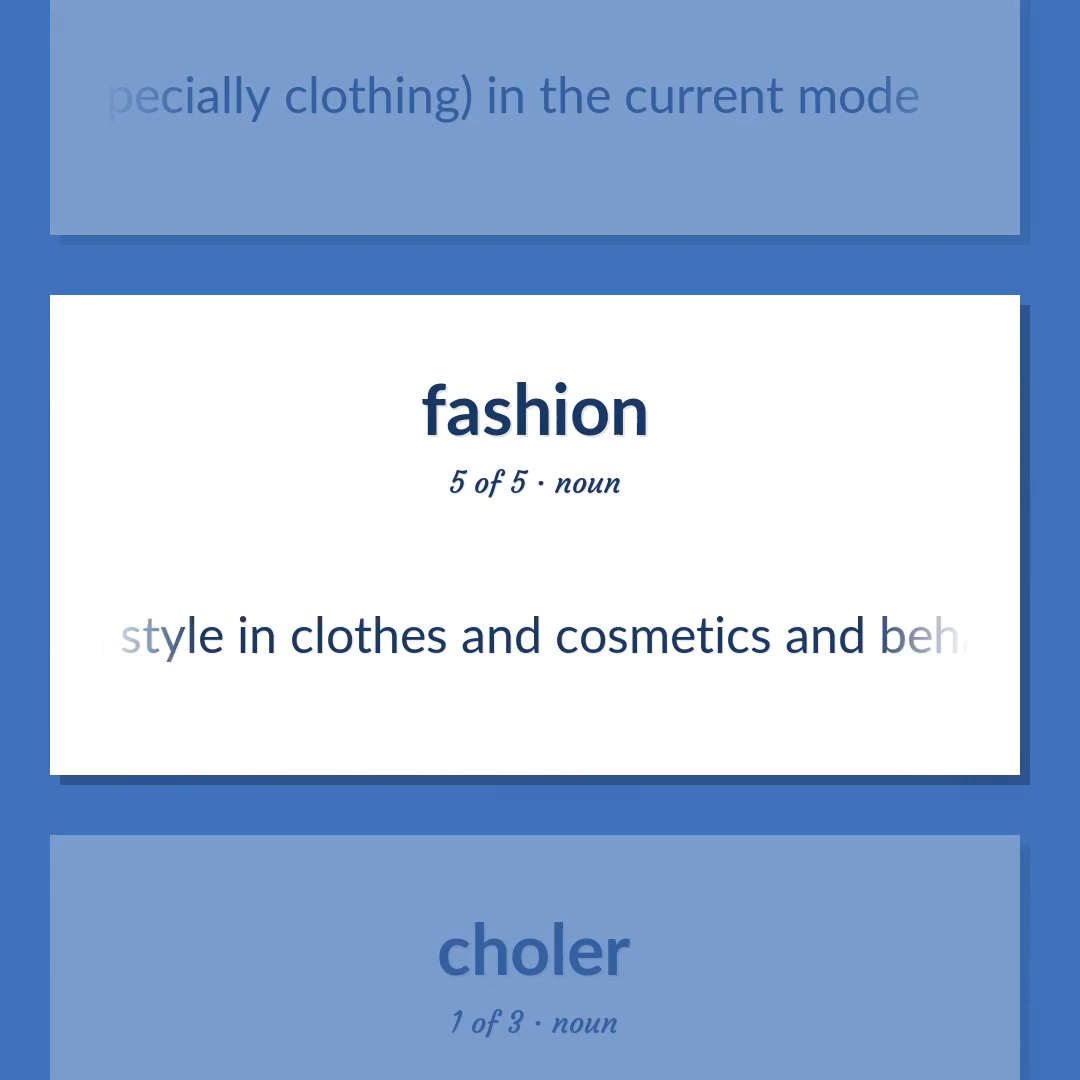 pecially clothing) in the current mode
fashion
5 of 5 · noun
style in clothes and cosmetics and
choler
1 of 3 · noun